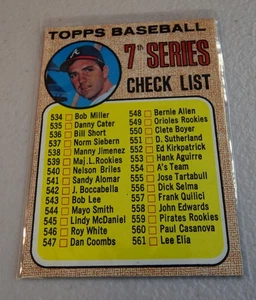 TOPPS BASEBALL
7th SERIES
CHECK LIST
534 Bob Miller
535 Danny Cater
536 Bill Short
537 Norm Siebern
538 Manny Jimenez
539 Maj.L.Rookies
540 Nelson Briles
541 Sandy Alomar
542 J. Boccabella
543 Bob Lee
544 Mayo Smith
545 Lindy McDaniel
546 Roy White
547 Dan Coombs
548 Bernie Allen
549 Orioles Rookies
550 Clete Boyer
551 D. Sutherland
552 Ed Kirkpatrick
553 Hank Aguirre
554 A's Team
555 Jose Tartabull
556 Dick Selma
557 Frank Quilici
558 John Edwards
559 Pirates Rookies
560 Paul Casanova
561 Lee Elia